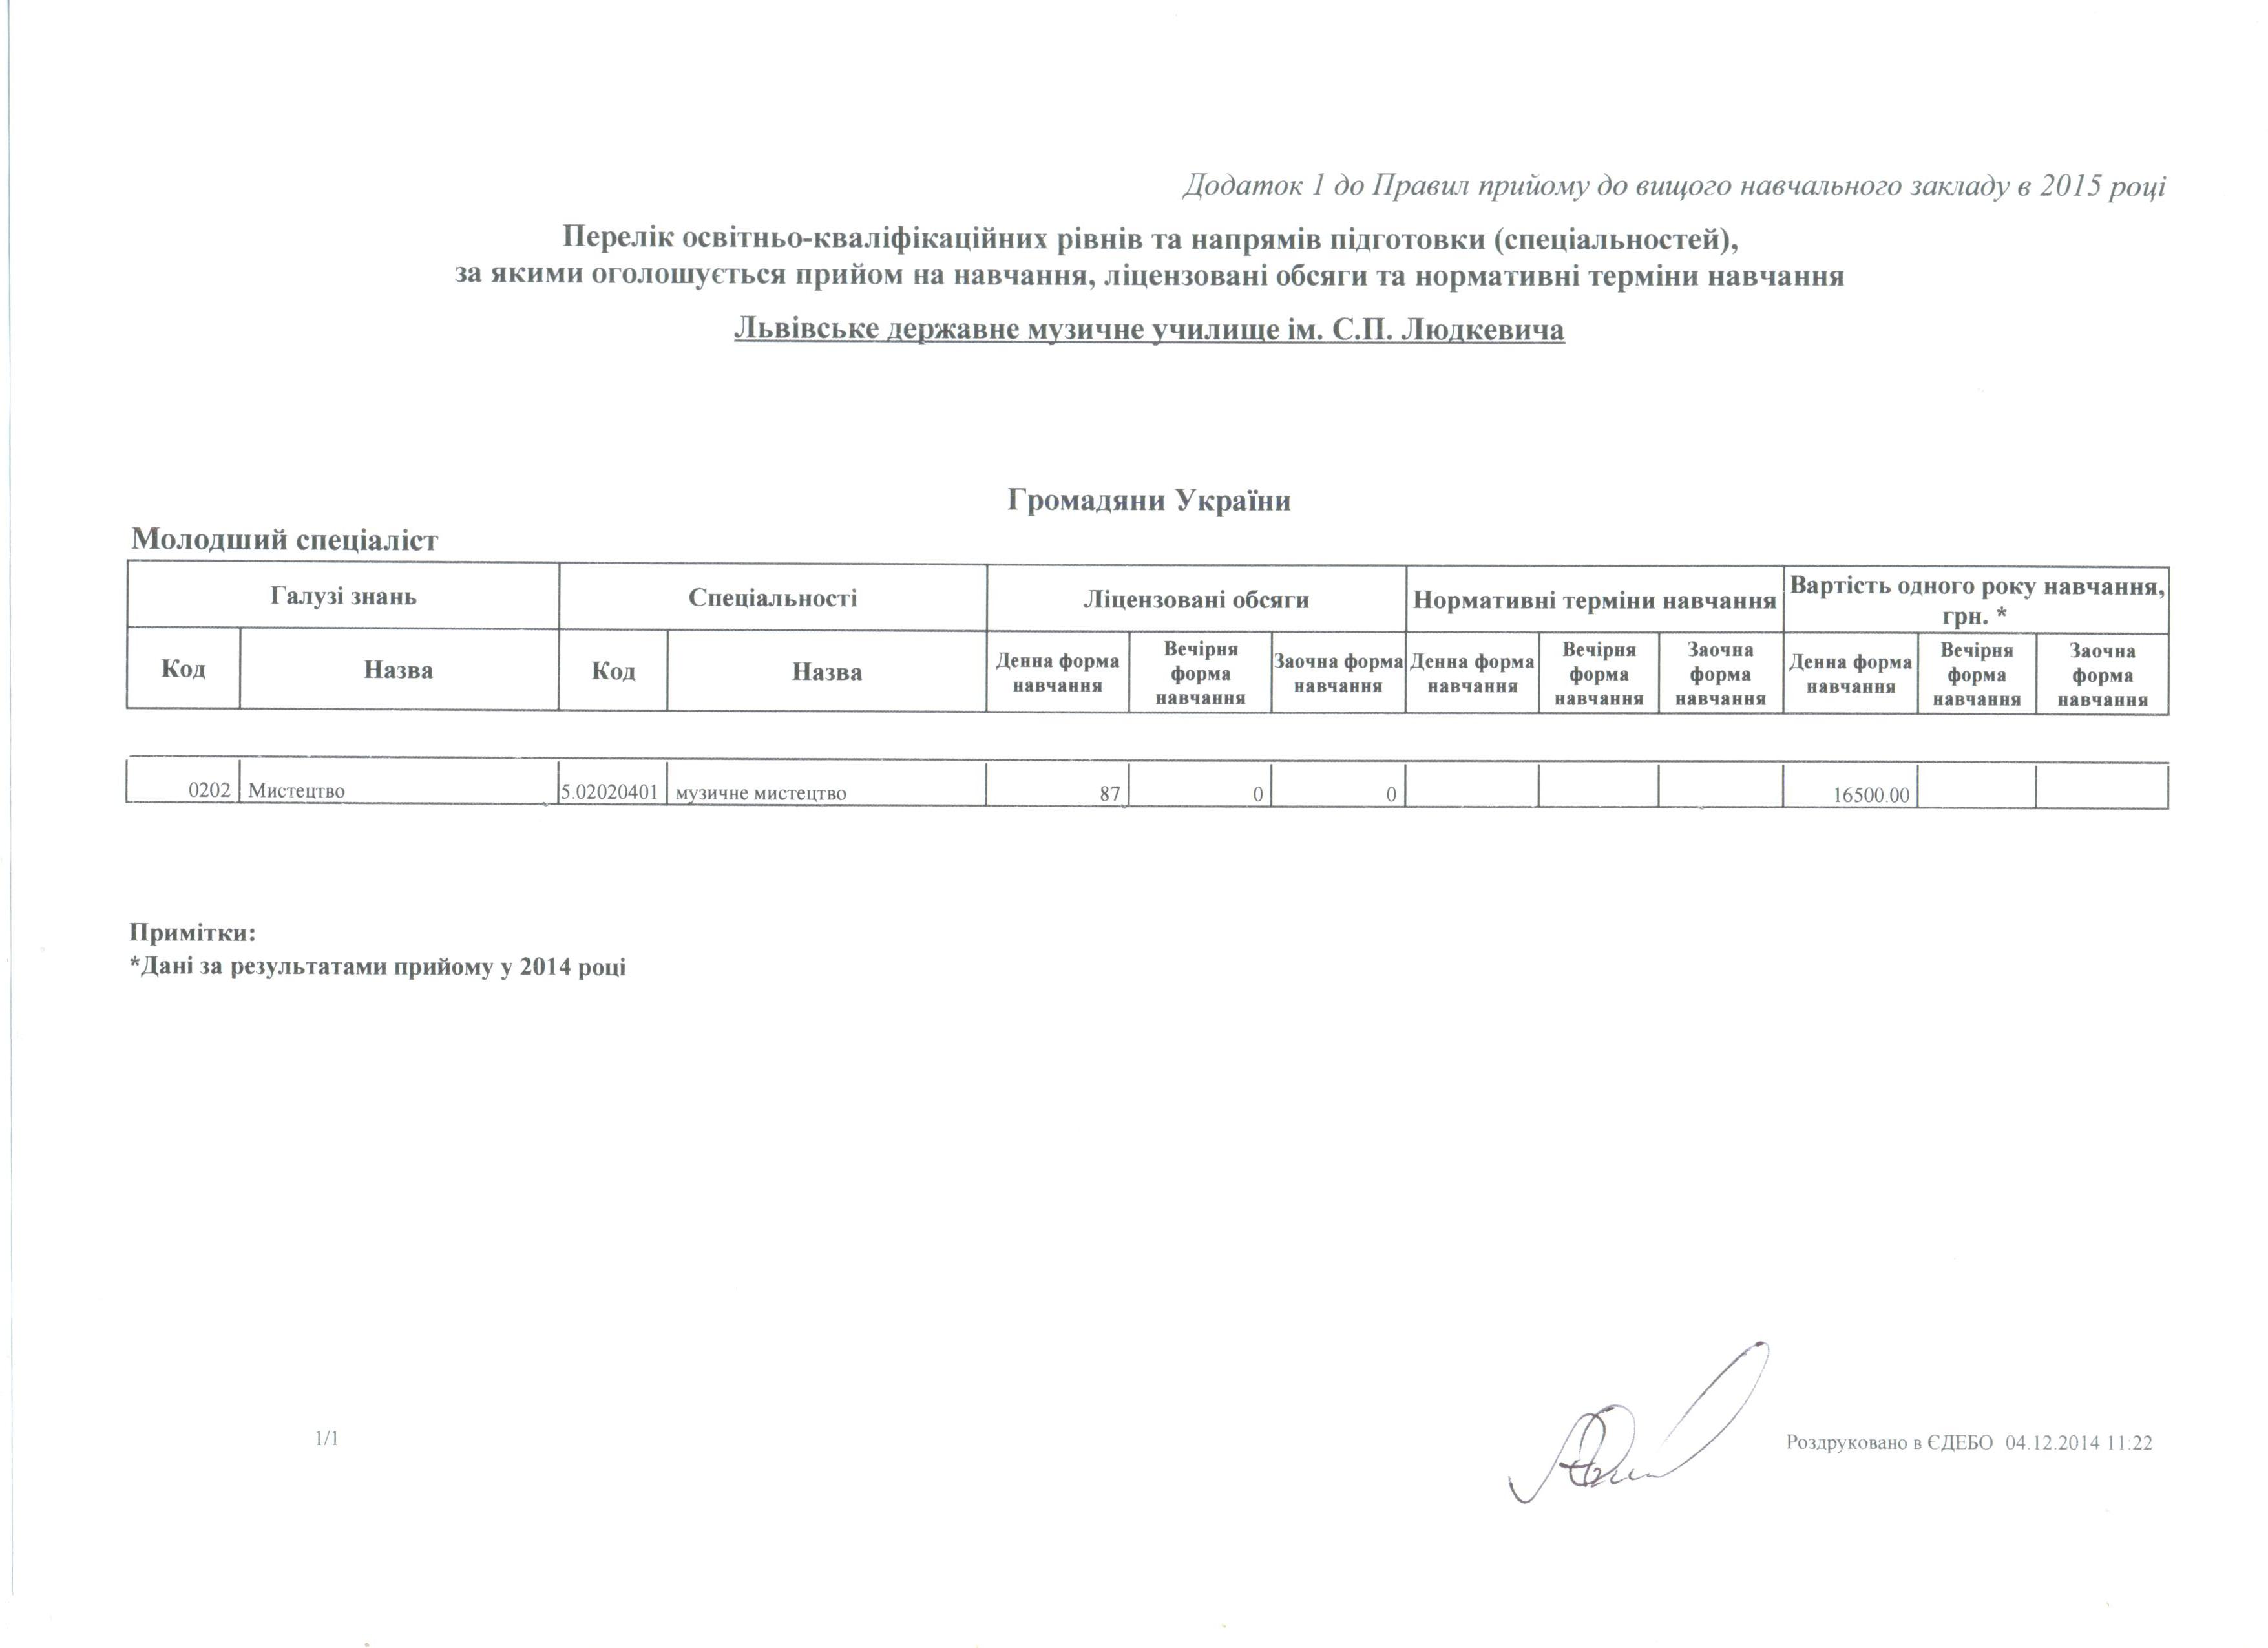 Додаток 1 до Правил прийому до вищого навчального закладу в 2015 році
Перелік освітньо-кваліфікаційних рівнів та напрямів підготовки (спеціальностей),
за якими оголошується прийом на навчання, ліцензовані обсяги та нормативні терміни навчання
Львівське державне музичне училище ім. С.П. Людкевича
Громадяни України
Молодший спеціаліст
Галузі знань Спеціальності Ліцензовані обсяги Нормативні терміни навчання Вартість одного року навчання, грн. *
Код Назва Код Назва Денна форма навчання Вечірня форма навчання Заочна форма навчання Денна форма навчання Вечірня форма навчання Заочна форма навчання Денна форма навчання Вечірня форма навчання Заочна форма навчання
0202 Мистецтво 5.02020401 музичне мистецтво 87 0 0 16500.00
Примітки:
*Дані за результатами прийому у 2014 році
1/1
Роздруковано в ЄДЕБО 04.12.2014 11:22